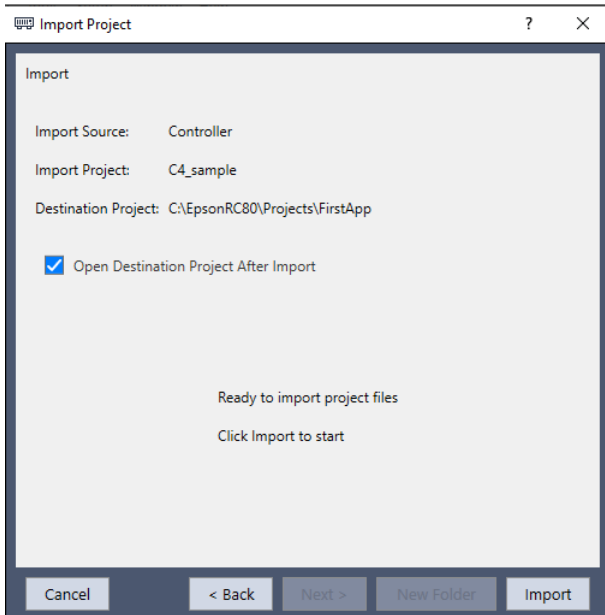 Import Project
?
Import
Import Source: Controller
Import Project: C4_sample
Destination Project: C:\EpsonRC80\Projects\FirstApp
Open Destination Project After Import
Ready to import project files
Click Import to start
Cancel < Back Next > New Folder Import